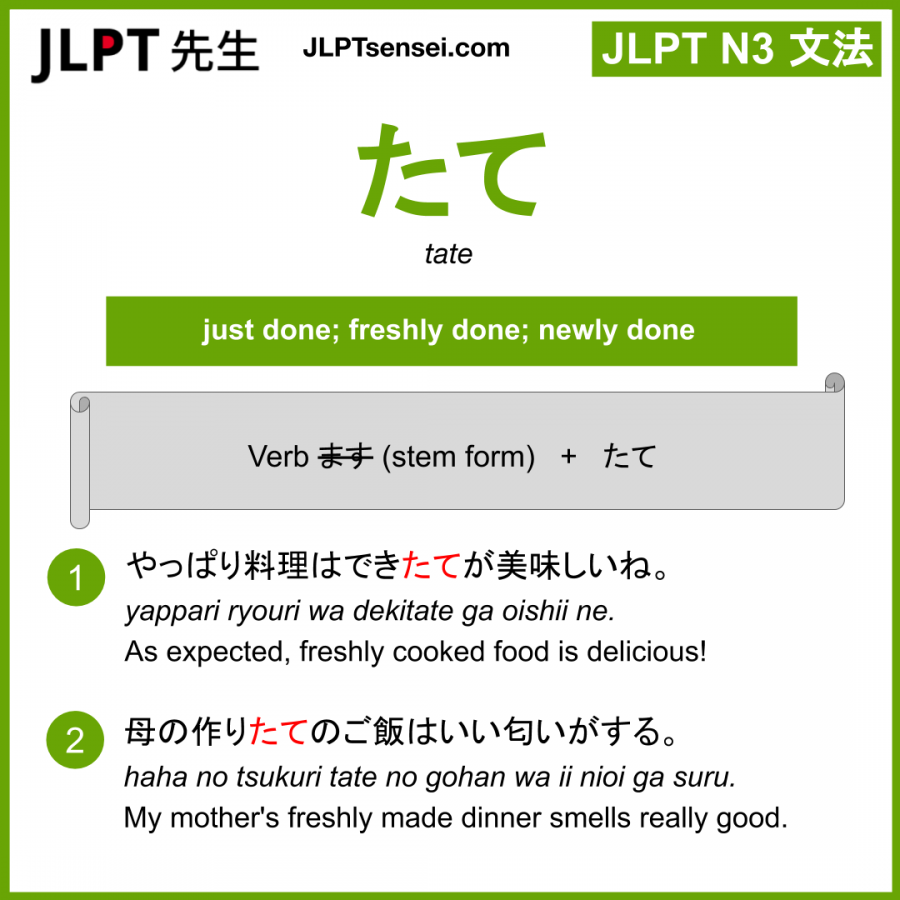 JLPT 先生
JLPTsensei.com
JLPT N3 文法
たて
tate
just done; freshly done; newly done
Verb ます (stem form) + たて
1 やっぱり料理はできたてが美味しいね。
yappari ryouri wa dekitate ga oishii ne.
As expected, freshly cooked food is delicious!
2 母の作りたてのご飯はいい匂いがする。
haha no tsukuri tate no gohan wa ii nioi ga suru.
My mother's freshly made dinner smells really good.